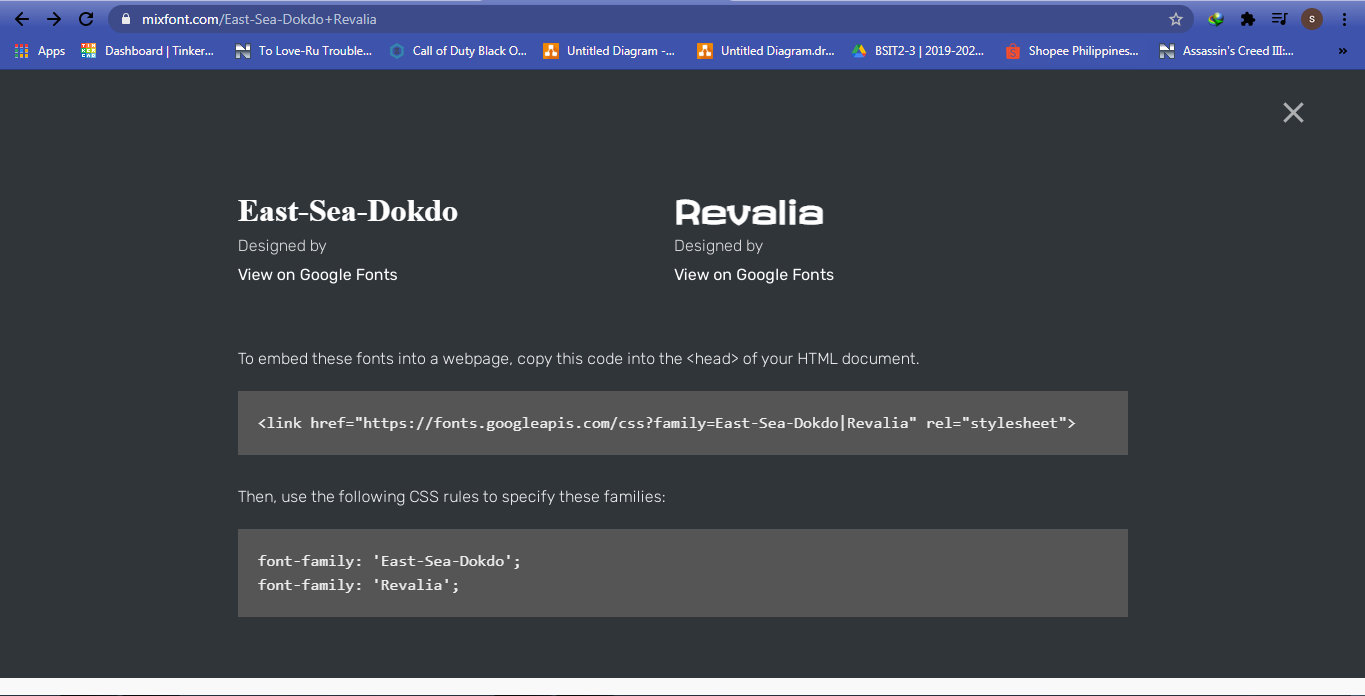 mixfont.com/East-Sea-Dokdo+Revalia
S
Apps
Dashboard | Tinker...
To Love-Ru Trouble...
Call of Duty Black O...
Untitled Diagram -...
Untitled Diagram.dr...
BSIT2-3 | 2019-202...
Shopee Philippines...
Assassin's Creed III:...
»
East-Sea-Dokdo
Designed by
View on Google Fonts
Revalia
Designed by
View on Google Fonts
To embed these fonts into a webpage, copy this code into the <head> of your HTML document.
<link href="https://fonts.googleapis.com/css?family=East-Sea-Dokdo|Revalia" rel="stylesheet">
Then, use the following CSS rules to specify these families:
font-family: 'East-Sea-Dokdo';
font-family: 'Revalia';